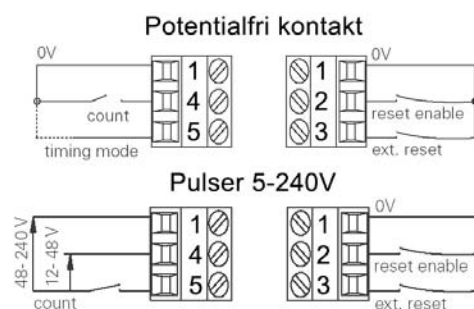 Potentialfri kontakt
0V
1
4
5
count
timing mode
0V
1
2
3
reset enable
ext. reset
Pulser 5-240V
48-240 V
12-48 V
1
4
5
count
0V
1
2
3
reset enable
ext. reset